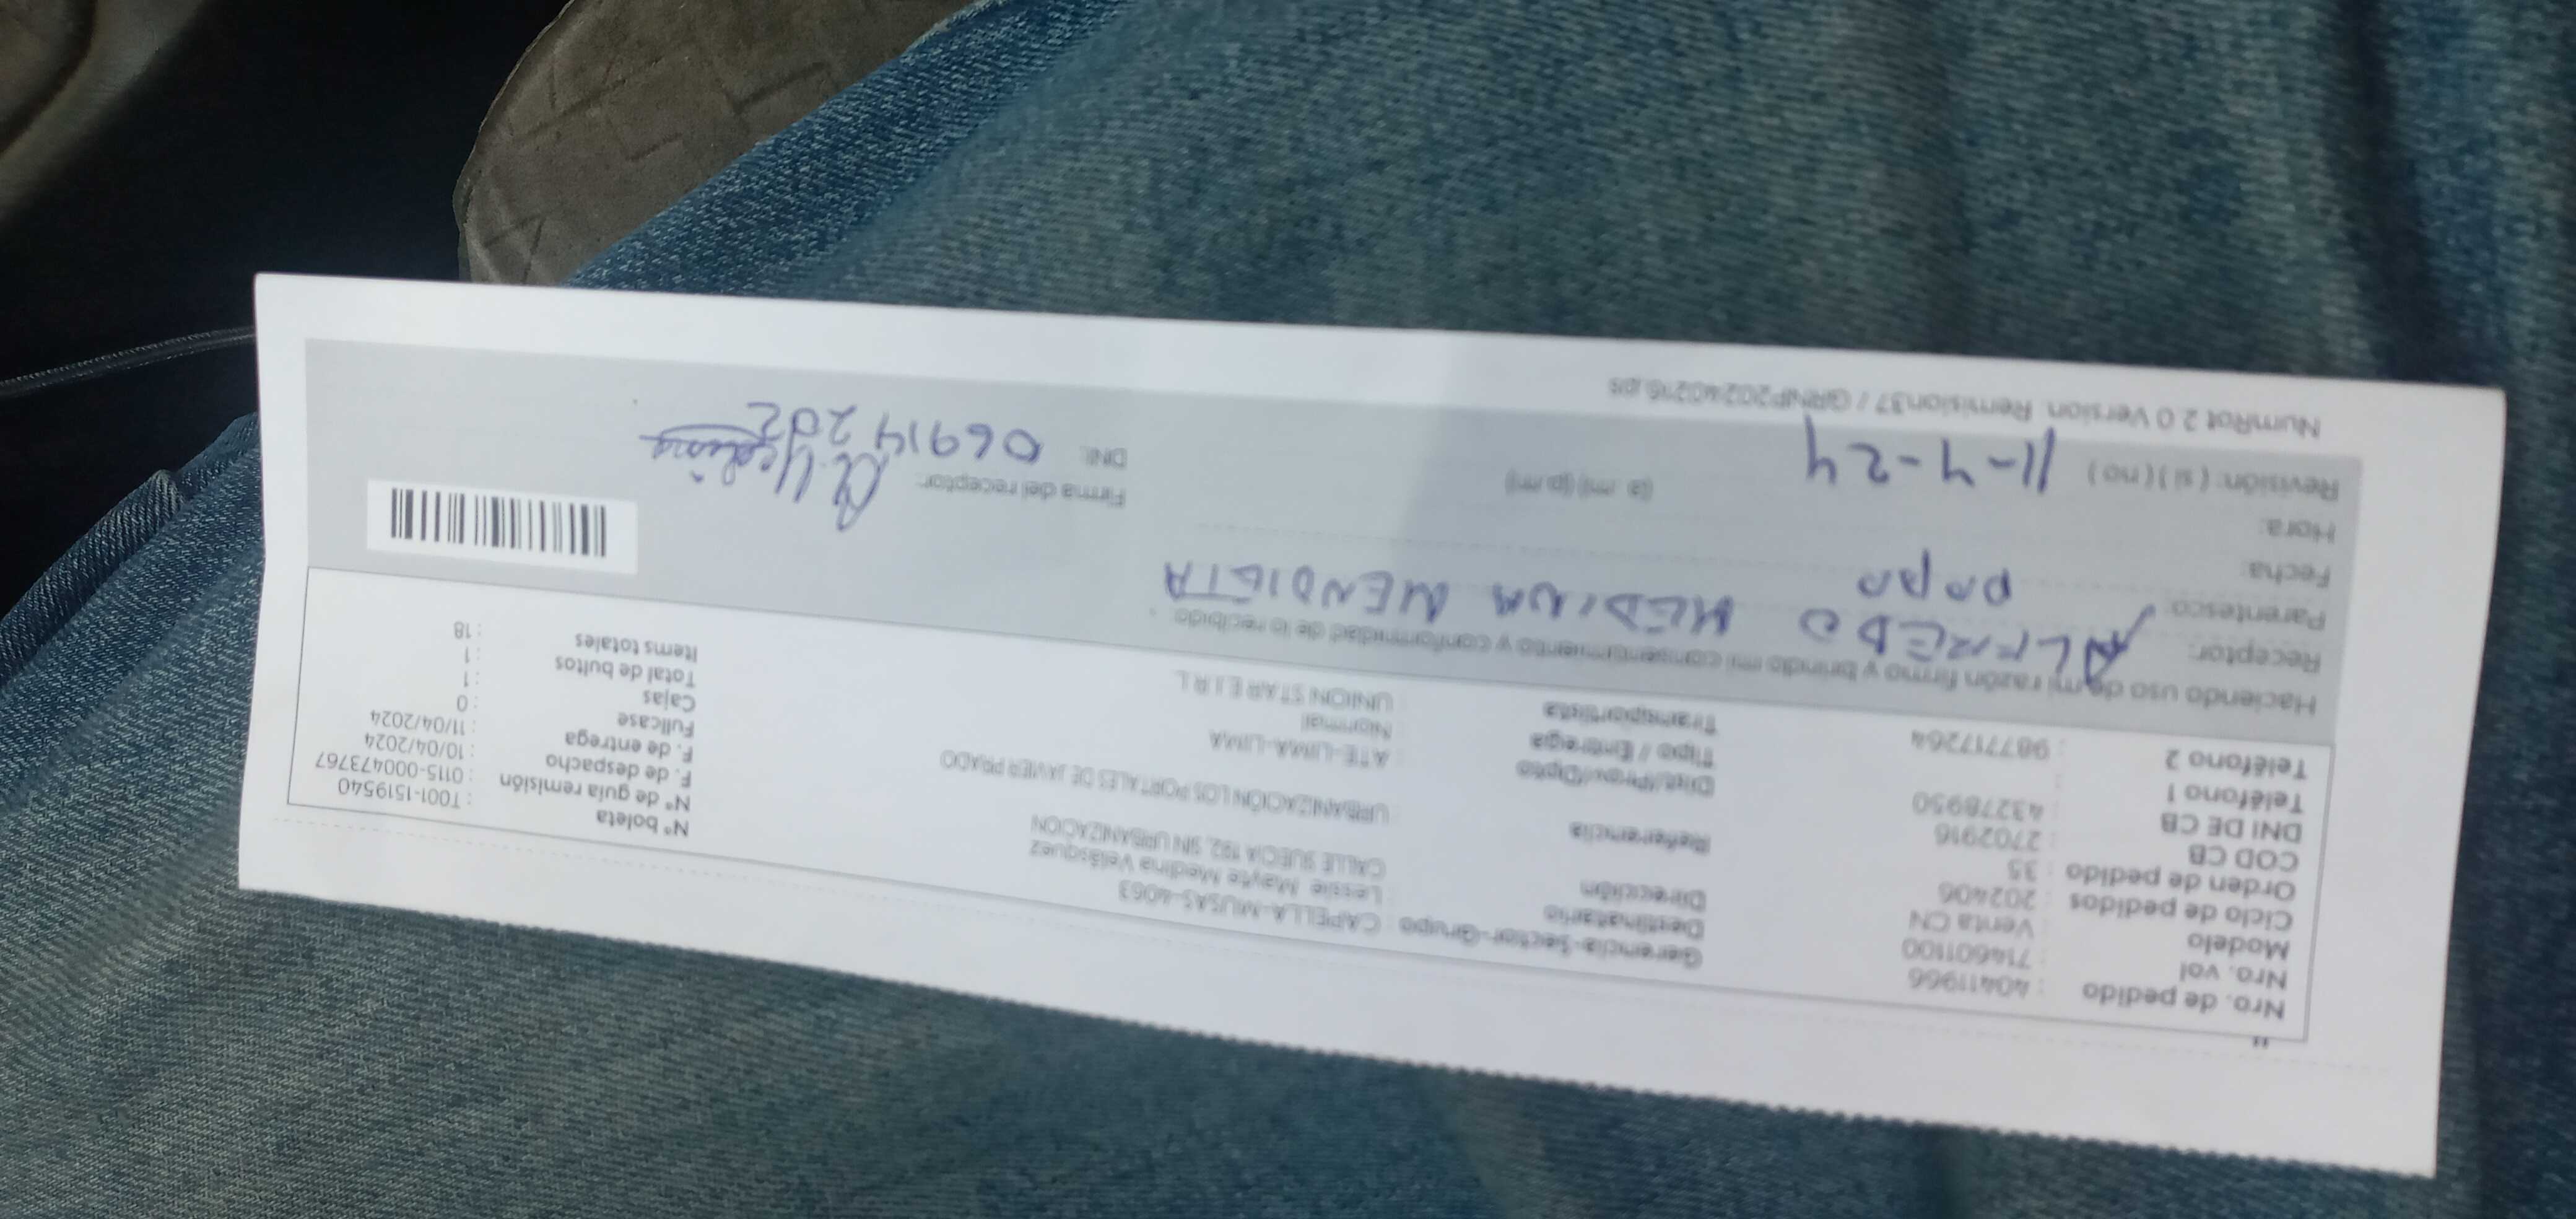 Nro. de pedido : 40411966
Nro. vol : 714601100
Modelo : Venta CN
Ciclo de pedidos : 202406
Orden de pedido : 35
COD CB : 2702916
DNI DE CB : 43278950
Teléfono 1 :
Teléfono 2 : 987717264
Gerencia-Sector-Grupo : CAPELLA-MUSAS-4063
Destinatario : Lessie Mayte Medina Velásquez
Dirección : CALLE SUECIA 192, SIN URBANIZACION
Referencia : URBANIZACIÓN LOS PORTALES DE JAVIER PRADO
Dist/Prov/Dpto : ATE-LIMA-LIMA
Tipo / Entrega : Normal
Transportista : UNION STAR E.I.R.L
N° boleta : T001-1519540
N° de guía remisión : 0115-000473767
F. de despacho : 10/04/2024
F. de entrega : 11/04/2024
Fullcase : 0
Cajas : 1
Total de bultos : 1
Items totales : 18
Haciendo uso de mi razón firmo y brindo mi consentimiento y conformidad de lo recibido
Receptor: ALFREDO MEDINA MENDIETA
Parentesco: papa
Fecha:
Hora: (a. m) (p.m)
Revisión: ( si ) ( no ) 11-4-24
Firma del receptor:
DNI: 06914202
NumRot 2.0 Version. Remision37 / GRNP20240216.ps